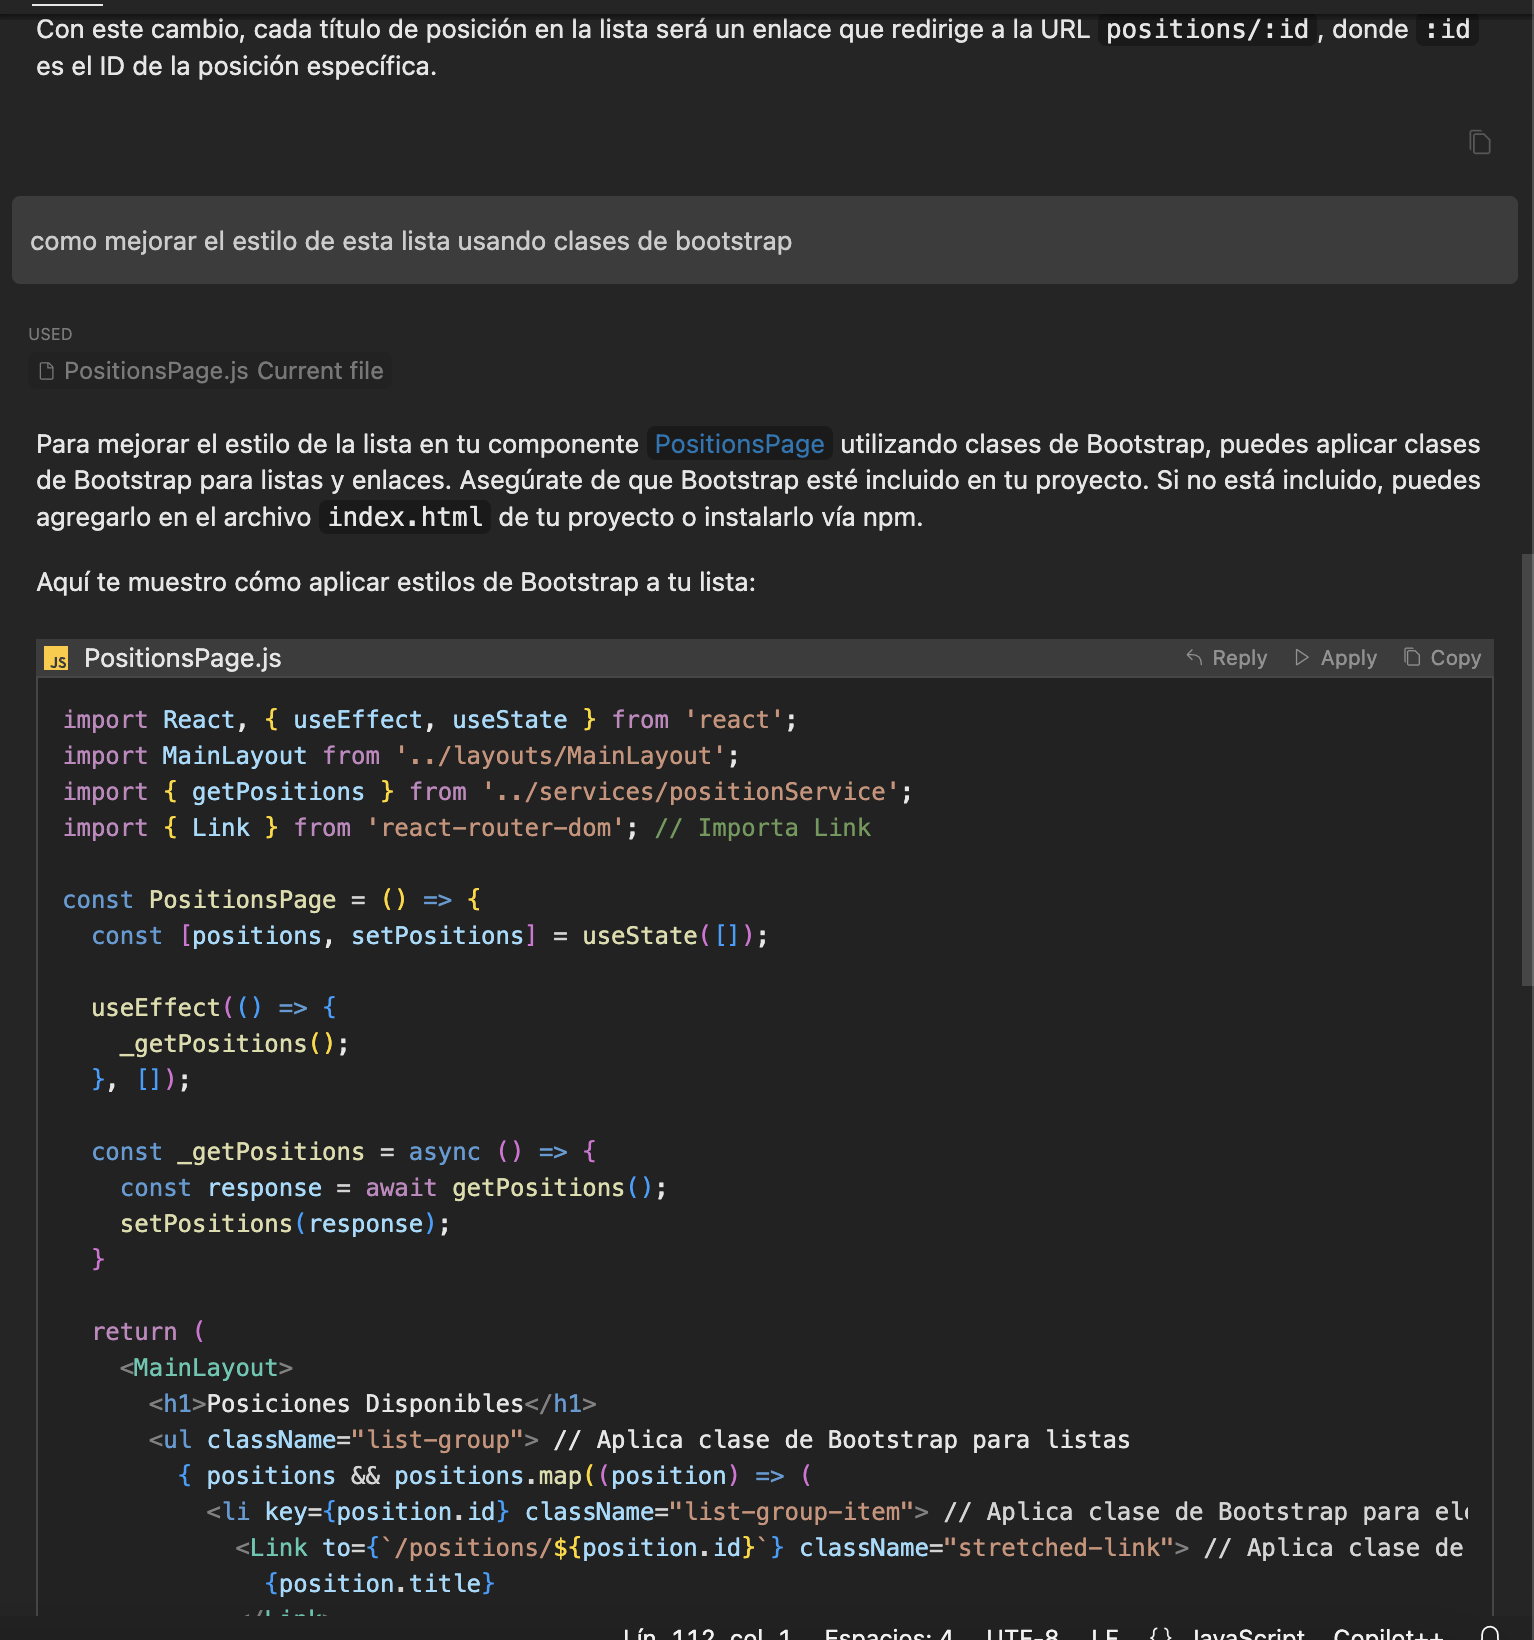 Con este cambio, cada título de posición en la lista será un enlace que redirige a la URL positions/:id, donde :id
es el ID de la posición específica.
como mejorar el estilo de esta lista usando clases de bootstrap
USED
PositionsPage.js Current file
Para mejorar el estilo de la lista en tu componente PositionsPage utilizando clases de Bootstrap, puedes aplicar clases
de Bootstrap para listas y enlaces. Asegúrate de que Bootstrap esté incluido en tu proyecto. Si no está incluido, puedes
agregarlo en el archivo index.html de tu proyecto o instalarlo vía npm.
Aquí te muestro cómo aplicar estilos de Bootstrap a tu lista:
JS PositionsPage.js Reply Apply Copy
import React, { useEffect, useState } from 'react';
import MainLayout from '../layouts/MainLayout';
import { getPositions } from '../services/positionService';
import { Link } from 'react-router-dom'; // Importa Link
const PositionsPage = () => {
  const [positions, setPositions] = useState([]);
  useEffect(() => {
    _getPositions();
  }, []);
  const _getPositions = async () => {
    const response = await getPositions();
    setPositions(response);
  }
  return (
    <MainLayout>
      <h1>Posiciones Disponibles</h1>
      <ul className="list-group"> // Aplica clase de Bootstrap para listas
        { positions && positions.map((position) => (
          <li key={position.id} className="list-group-item"> // Aplica clase de Bootstrap para ele
            <Link to={`/positions/${position.id}`} className="stretched-link"> // Aplica clase de
              {position.title}
            </Link>
Lín. 112, col. 1 Espacios: 4 UTF-8 LF {} JavaScript Copilot++